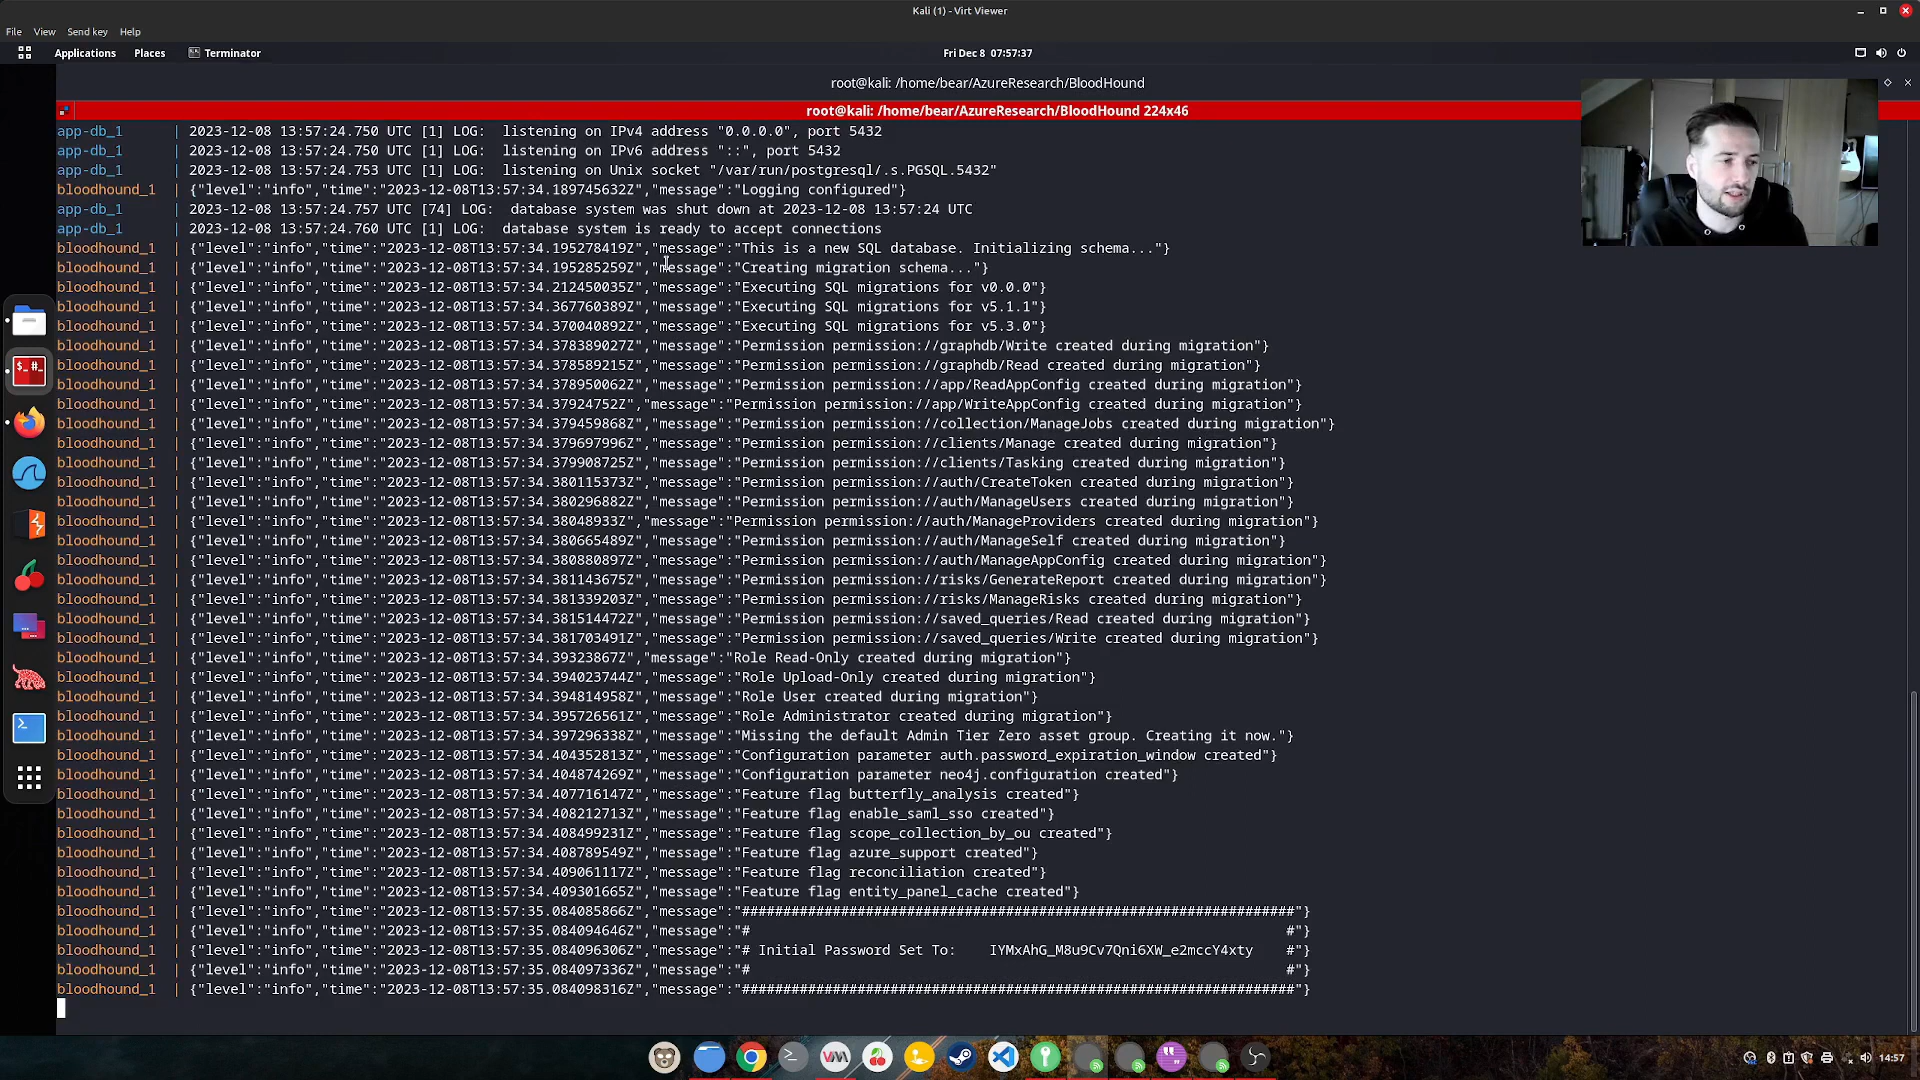 Kali (1) - Virt Viewer
File View Send key Help
Applications Places Terminator Fri Dec 8 07:57:37
root@kali: /home/bear/AzureResearch/BloodHound
root@kali: /home/bear/AzureResearch/BloodHound 224x46
app-db_1 | 2023-12-08 13:57:24.750 UTC [1] LOG: listening on IPv4 address "0.0.0.0", port 5432
app-db_1 | 2023-12-08 13:57:24.750 UTC [1] LOG: listening on IPv6 address "::", port 5432
app-db_1 | 2023-12-08 13:57:24.753 UTC [1] LOG: listening on Unix socket "/var/run/postgresql/.s.PGSQL.5432"
bloodhound_1 | {"level":"info","time":"2023-12-08T13:57:34.189745632Z","message":"Logging configured"}
app-db_1 | 2023-12-08 13:57:24.757 UTC [74] LOG: database system was shut down at 2023-12-08 13:57:24 UTC
app-db_1 | 2023-12-08 13:57:24.760 UTC [1] LOG: database system is ready to accept connections
bloodhound_1 | {"level":"info","time":"2023-12-08T13:57:34.195278419Z","message":"This is a new SQL database. Initializing schema..."}
bloodhound_1 | {"level":"info","time":"2023-12-08T13:57:34.195285259Z","message":"Creating migration schema..."}
bloodhound_1 | {"level":"info","time":"2023-12-08T13:57:34.212450035Z","message":"Executing SQL migrations for v0.0.0"}
bloodhound_1 | {"level":"info","time":"2023-12-08T13:57:34.367760389Z","message":"Executing SQL migrations for v5.1.1"}
bloodhound_1 | {"level":"info","time":"2023-12-08T13:57:34.370040892Z","message":"Executing SQL migrations for v5.3.0"}
bloodhound_1 | {"level":"info","time":"2023-12-08T13:57:34.378389027Z","message":"Permission permission://graphdb/Write created during migration"}
bloodhound_1 | {"level":"info","time":"2023-12-08T13:57:34.378589215Z","message":"Permission permission://graphdb/Read created during migration"}
bloodhound_1 | {"level":"info","time":"2023-12-08T13:57:34.378950062Z","message":"Permission permission://app/ReadAppConfig created during migration"}
bloodhound_1 | {"level":"info","time":"2023-12-08T13:57:34.37924752Z","message":"Permission permission://app/WriteAppConfig created during migration"}
bloodhound_1 | {"level":"info","time":"2023-12-08T13:57:34.379459868Z","message":"Permission permission://collection/ManageJobs created during migration"}
bloodhound_1 | {"level":"info","time":"2023-12-08T13:57:34.379697996Z","message":"Permission permission://clients/Manage created during migration"}
bloodhound_1 | {"level":"info","time":"2023-12-08T13:57:34.379908725Z","message":"Permission permission://clients/Tasking created during migration"}
bloodhound_1 | {"level":"info","time":"2023-12-08T13:57:34.380115373Z","message":"Permission permission://auth/CreateToken created during migration"}
bloodhound_1 | {"level":"info","time":"2023-12-08T13:57:34.380296882Z","message":"Permission permission://auth/ManageUsers created during migration"}
bloodhound_1 | {"level":"info","time":"2023-12-08T13:57:34.38048933Z","message":"Permission permission://auth/ManageProviders created during migration"}
bloodhound_1 | {"level":"info","time":"2023-12-08T13:57:34.380665489Z","message":"Permission permission://auth/ManageSelf created during migration"}
bloodhound_1 | {"level":"info","time":"2023-12-08T13:57:34.380880897Z","message":"Permission permission://auth/ManageAppConfig created during migration"}
bloodhound_1 | {"level":"info","time":"2023-12-08T13:57:34.381143675Z","message":"Permission permission://risks/GenerateReport created during migration"}
bloodhound_1 | {"level":"info","time":"2023-12-08T13:57:34.381339203Z","message":"Permission permission://risks/ManageRisks created during migration"}
bloodhound_1 | {"level":"info","time":"2023-12-08T13:57:34.381514472Z","message":"Permission permission://saved_queries/Read created during migration"}
bloodhound_1 | {"level":"info","time":"2023-12-08T13:57:34.381703491Z","message":"Permission permission://saved_queries/Write created during migration"}
bloodhound_1 | {"level":"info","time":"2023-12-08T13:57:34.39323867Z","message":"Role Read-Only created during migration"}
bloodhound_1 | {"level":"info","time":"2023-12-08T13:57:34.394023744Z","message":"Role Upload-Only created during migration"}
bloodhound_1 | {"level":"info","time":"2023-12-08T13:57:34.394814958Z","message":"Role User created during migration"}
bloodhound_1 | {"level":"info","time":"2023-12-08T13:57:34.395726561Z","message":"Role Administrator created during migration"}
bloodhound_1 | {"level":"info","time":"2023-12-08T13:57:34.397296338Z","message":"Missing the default Admin Tier Zero asset group. Creating it now."}
bloodhound_1 | {"level":"info","time":"2023-12-08T13:57:34.404352813Z","message":"Configuration parameter auth.password_expiration_window created"}
bloodhound_1 | {"level":"info","time":"2023-12-08T13:57:34.404874269Z","message":"Configuration parameter neo4j.configuration created"}
bloodhound_1 | {"level":"info","time":"2023-12-08T13:57:34.407716147Z","message":"Feature flag butterfly_analysis created"}
bloodhound_1 | {"level":"info","time":"2023-12-08T13:57:34.408212713Z","message":"Feature flag enable_saml_sso created"}
bloodhound_1 | {"level":"info","time":"2023-12-08T13:57:34.408499231Z","message":"Feature flag scope_collection_by_ou created"}
bloodhound_1 | {"level":"info","time":"2023-12-08T13:57:34.408789549Z","message":"Feature flag azure_support created"}
bloodhound_1 | {"level":"info","time":"2023-12-08T13:57:34.409061117Z","message":"Feature flag reconciliation created"}
bloodhound_1 | {"level":"info","time":"2023-12-08T13:57:34.409301665Z","message":"Feature flag entity_panel_cache created"}
bloodhound_1 | {"level":"info","time":"2023-12-08T13:57:35.084085866Z","message":"###################################################################"}
bloodhound_1 | {"level":"info","time":"2023-12-08T13:57:35.084094646Z","message":"# #"}
bloodhound_1 | {"level":"info","time":"2023-12-08T13:57:35.084096306Z","message":"# Initial Password Set To: IYMxAhG_M8u9Cv7Qni6XW_e2mccY4xty #"}
bloodhound_1 | {"level":"info","time":"2023-12-08T13:57:35.084097336Z","message":"# #"}
bloodhound_1 | {"level":"info","time":"2023-12-08T13:57:35.084098316Z","message":"###################################################################"}
14:57